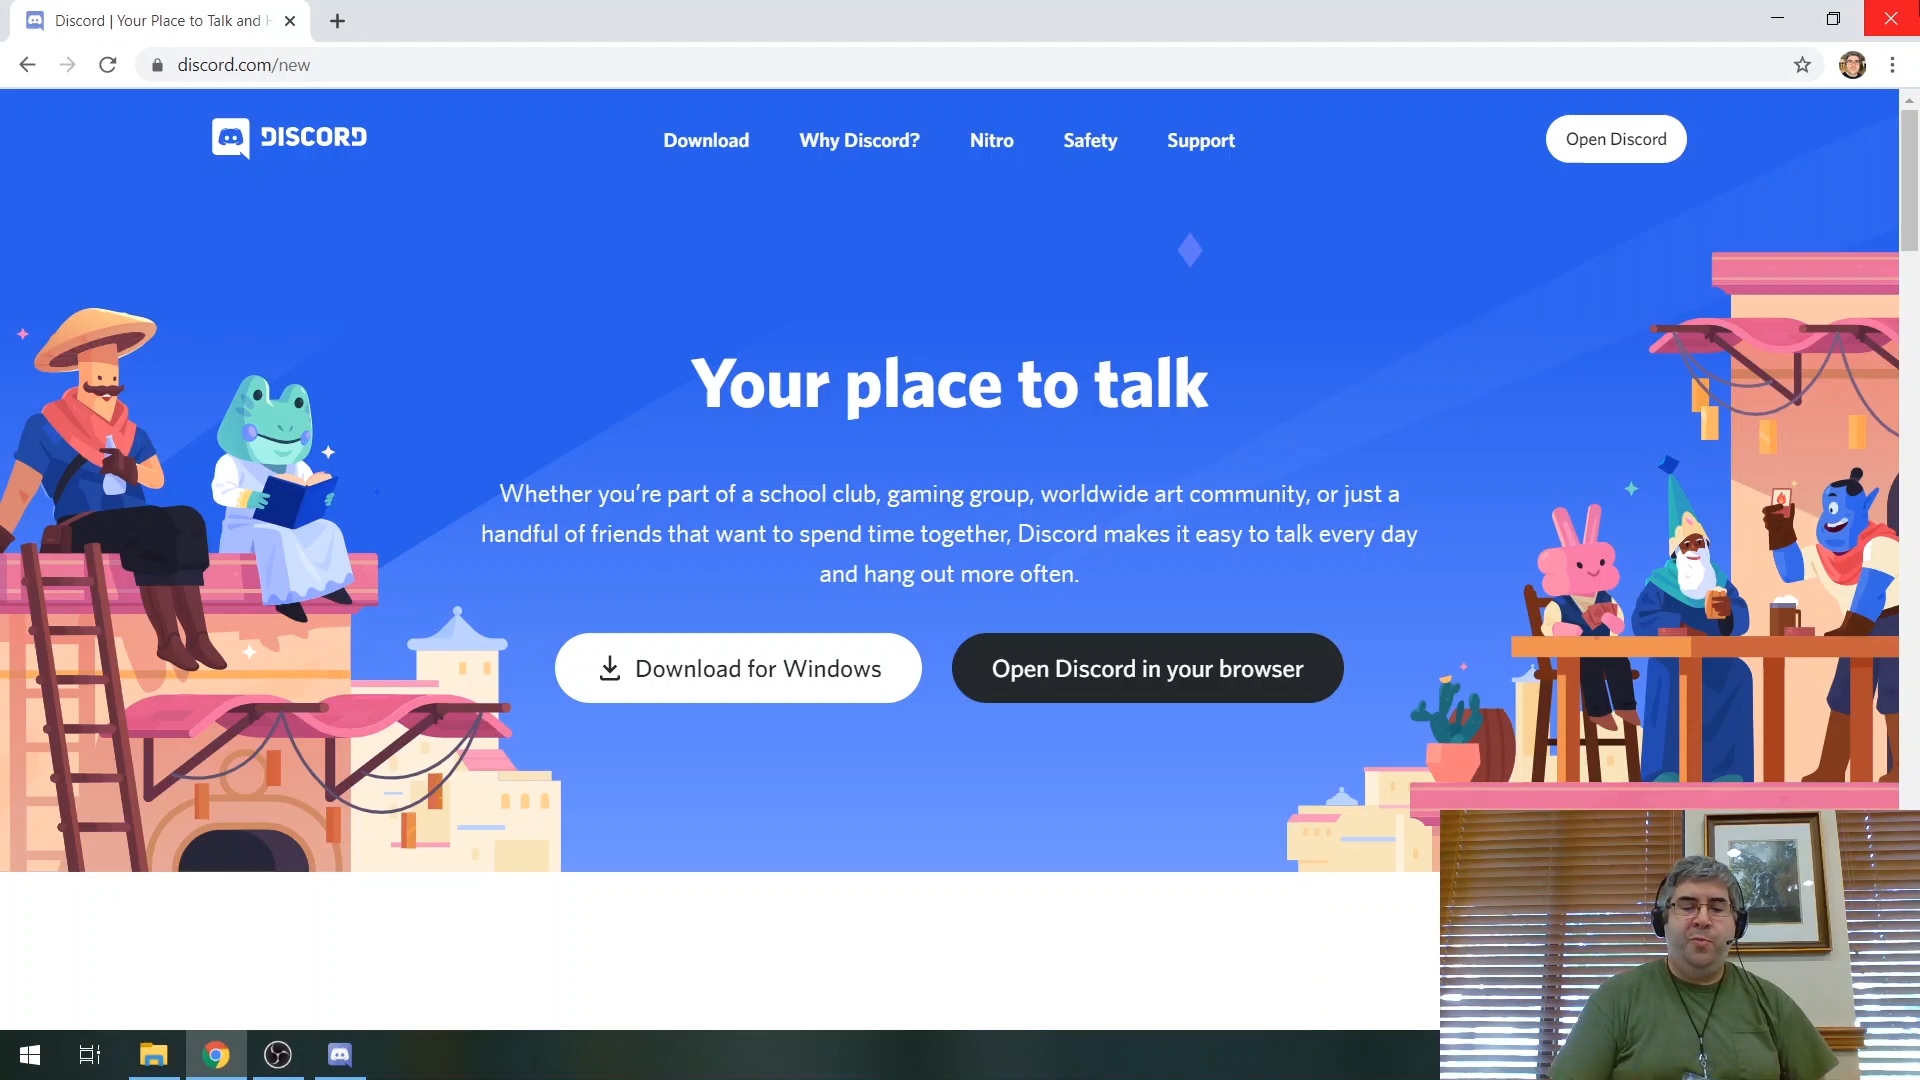 Discord | Your Place to Talk and H
discord.com/new
DISCORD
Download
Why Discord?
Nitro
Safety
Support
Open Discord
Your place to talk
Whether you’re part of a school club, gaming group, worldwide art community, or just a
handful of friends that want to spend time together, Discord makes it easy to talk every day
and hang out more often.
Download for Windows
Open Discord in your browser